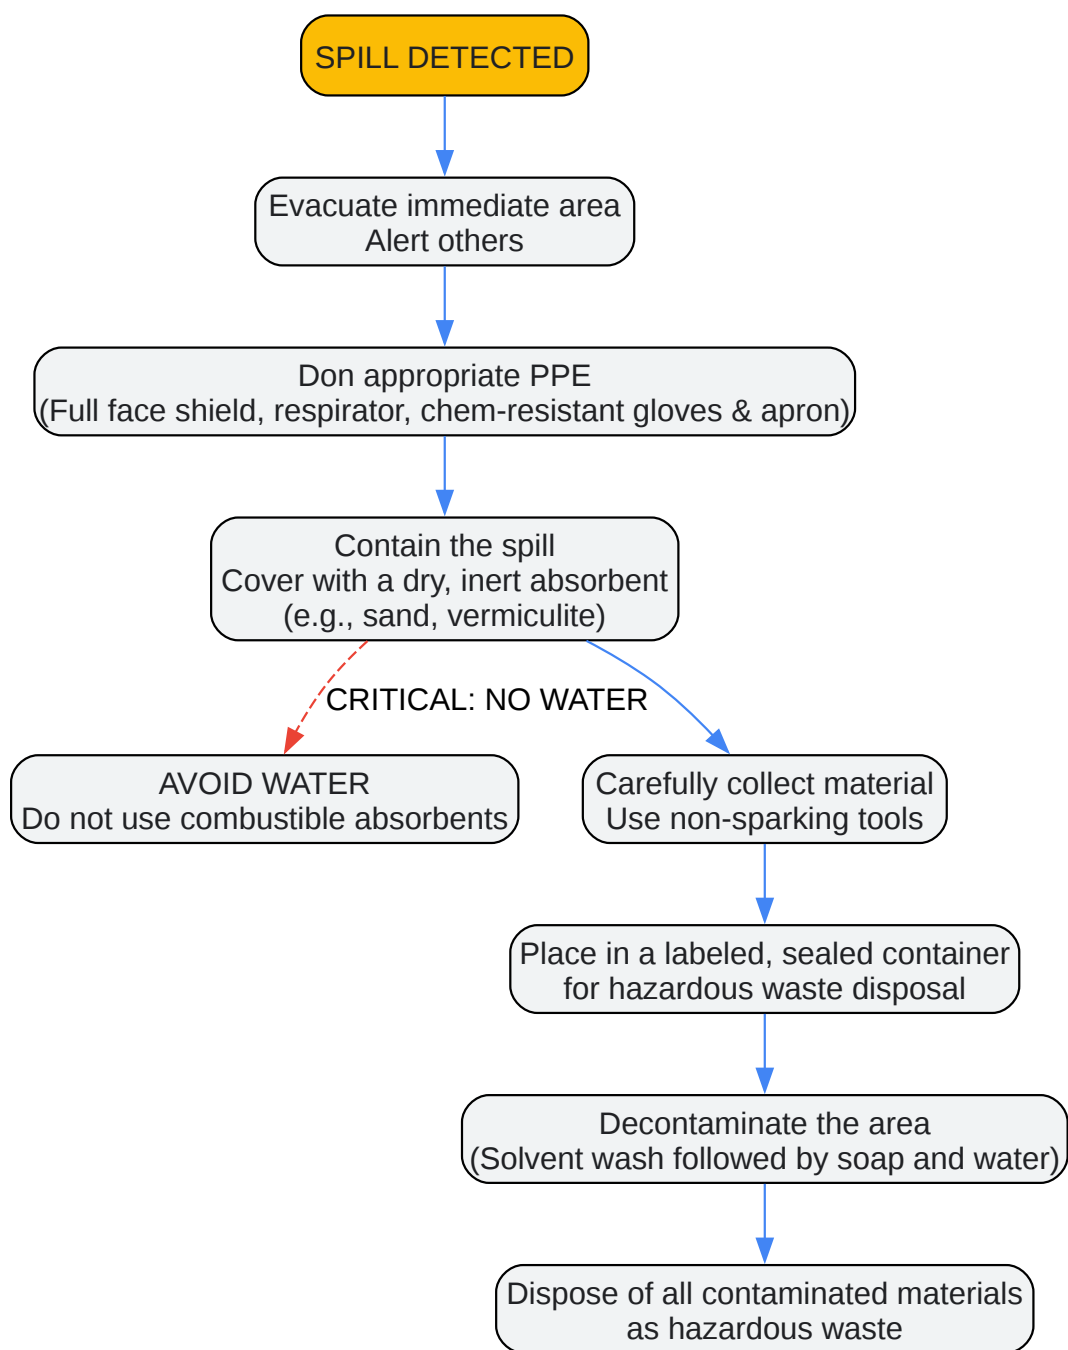 SPILL DETECTED
Evacuate immediate area
Alert others
Don appropriate PPE
(Full face shield, respirator, chem-resistant gloves & apron)
Contain the spill
Cover with a dry, inert absorbent
(e.g., sand, vermiculite)
CRITICAL: NO WATER
AVOID WATER
Do not use combustible absorbents
Carefully collect material
Use non-sparking tools
Place in a labeled, sealed container
for hazardous waste disposal
Decontaminate the area
(Solvent wash followed by soap and water)
Dispose of all contaminated materials
as hazardous waste